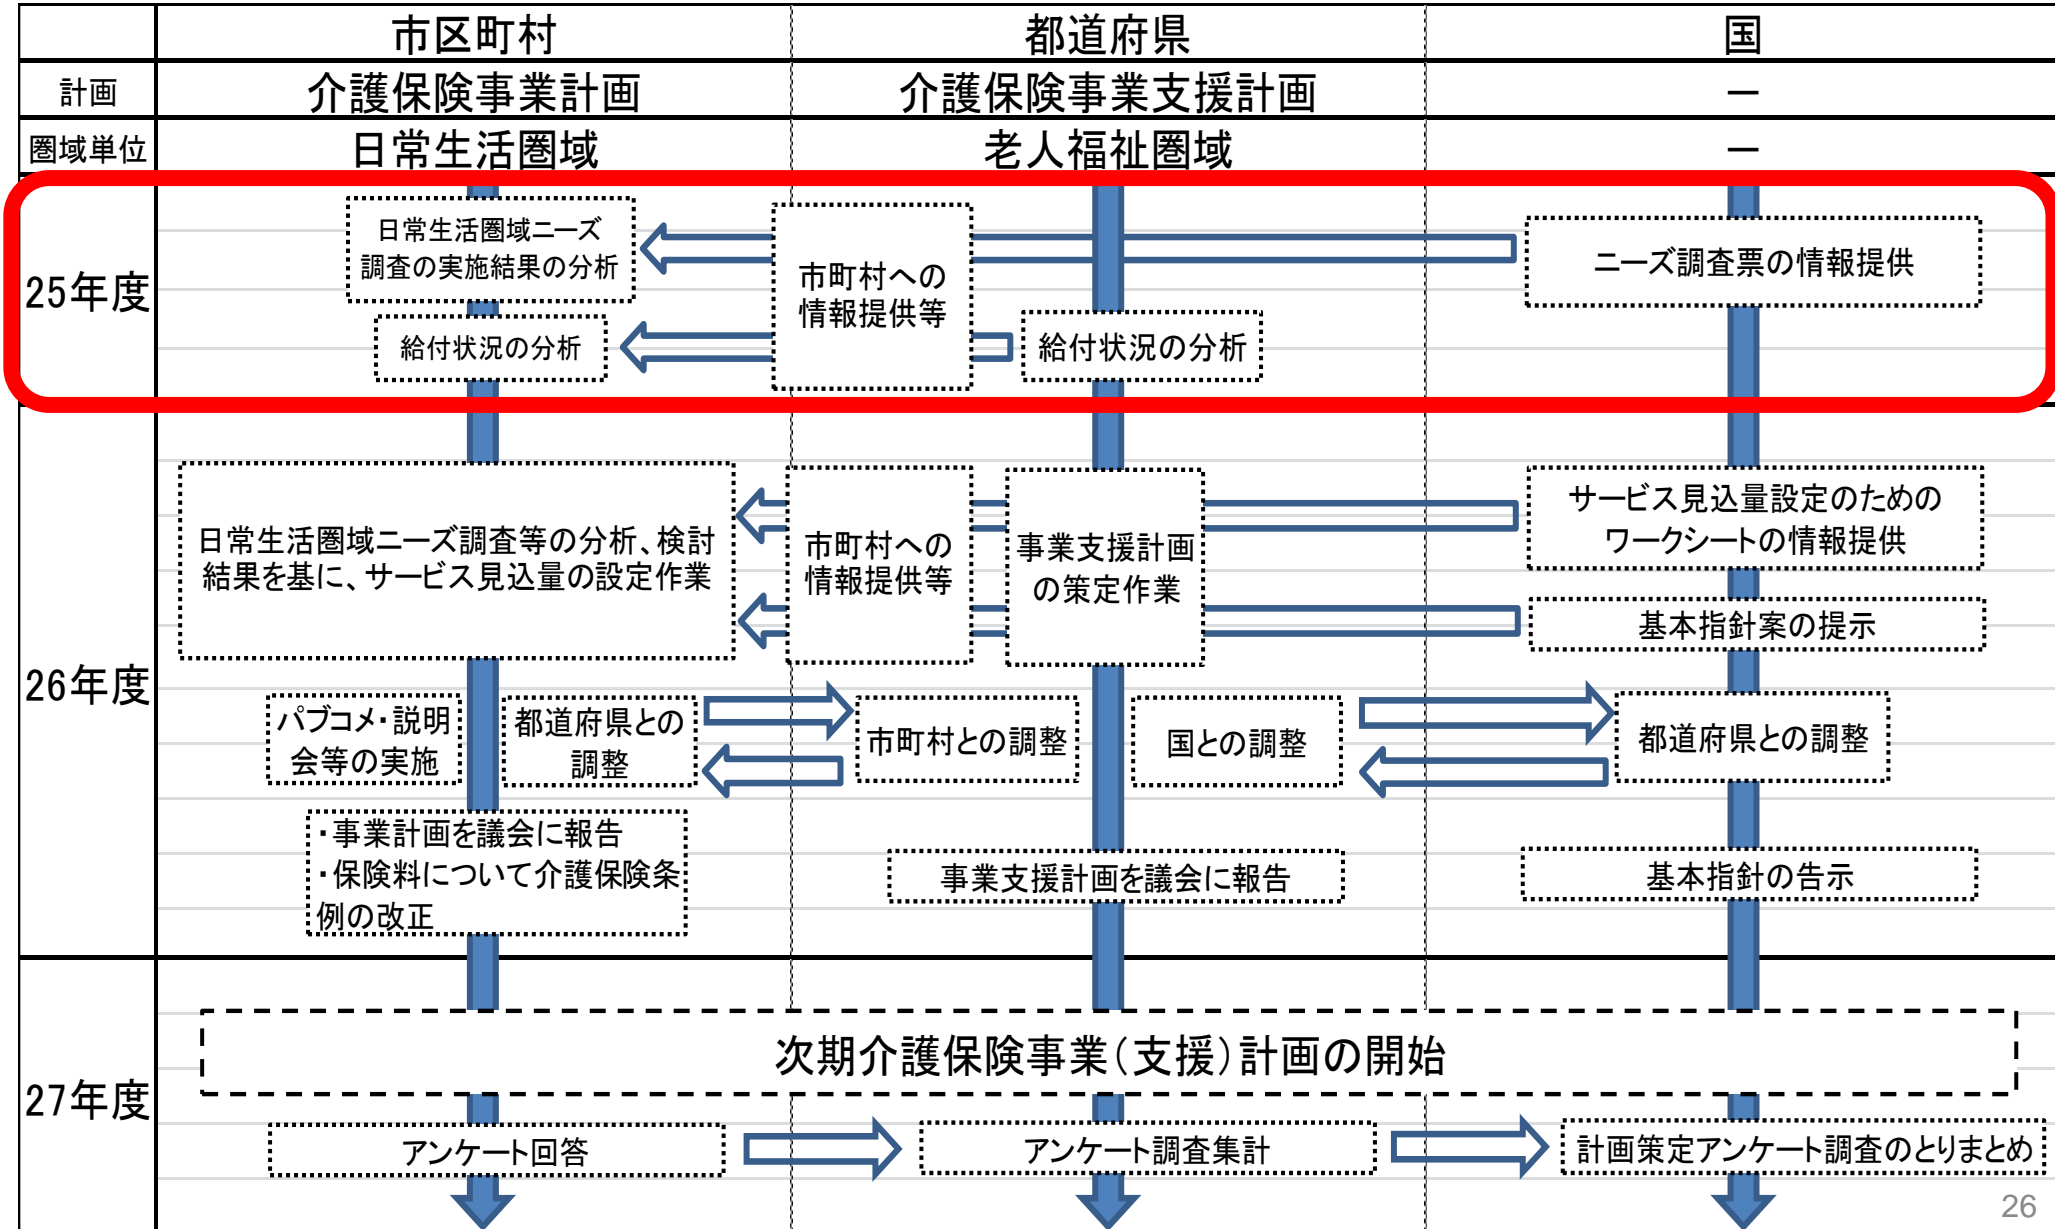 市区町村
都道府県
国
計画
介護保険事業計画
介護保険事業支援計画
ー
圏域単位
日常生活圏域
老人福祉圏域
ー
25年度
日常生活圏域ニーズ
調査の実施結果の分析
市町村への
情報提供等
ニーズ調査票の情報提供
給付状況の分析
給付状況の分析
26年度
日常生活圏域ニーズ調査等の分析、検討
結果を基に、サービス見込量の設定作業
市町村への
情報提供等
事業支援計画
の策定作業
サービス見込量設定のための
ワークシートの情報提供
基本指針案の提示
パブコメ・説明
会等の実施
都道府県との
調整
市町村との調整
国との調整
都道府県との調整
・事業計画を議会に報告
・保険料について介護保険条
例の改正
事業支援計画を議会に報告
基本指針の告示
27年度
次期介護保険事業（支援）計画の開始
アンケート回答
アンケート調査集計
計画策定アンケート調査のとりまとめ
26